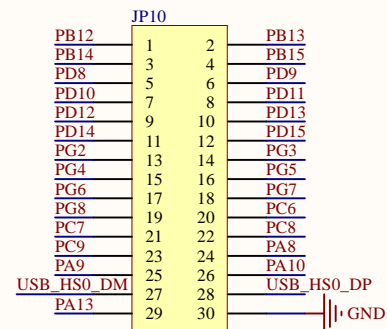 JP10
PB12 1 2 PB13
PB14 3 4 PB15
PD8 5 6 PD9
PD10 7 8 PD11
PD12 9 10 PD13
PD14 11 12 PD15
PG2 13 14 PG3
PG4 15 16 PG5
PG6 17 18 PG7
PG8 19 20 PC6
PC7 21 22 PC8
PC9 23 24 PA8
PA9 25 26 PA10
USB_HS0_DM 27 28 USB_HS0_DP
PA13 29 30 GND